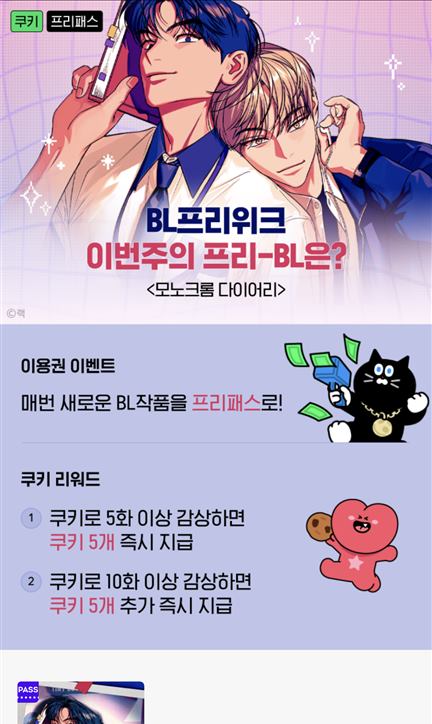 쿠키 프리패스
BL프리위크
이번주의 프리-BL은?
<모노크롬 다이어리>
©랙
이용권 이벤트
매번 새로운 BL작품을 프리패스로!
쿠키 리워드
1 쿠키로 5화 이상 감상하면
쿠키 5개 즉시 지급
2 쿠키로 10화 이상 감상하면
쿠키 5개 추가 즉시 지급
PASS